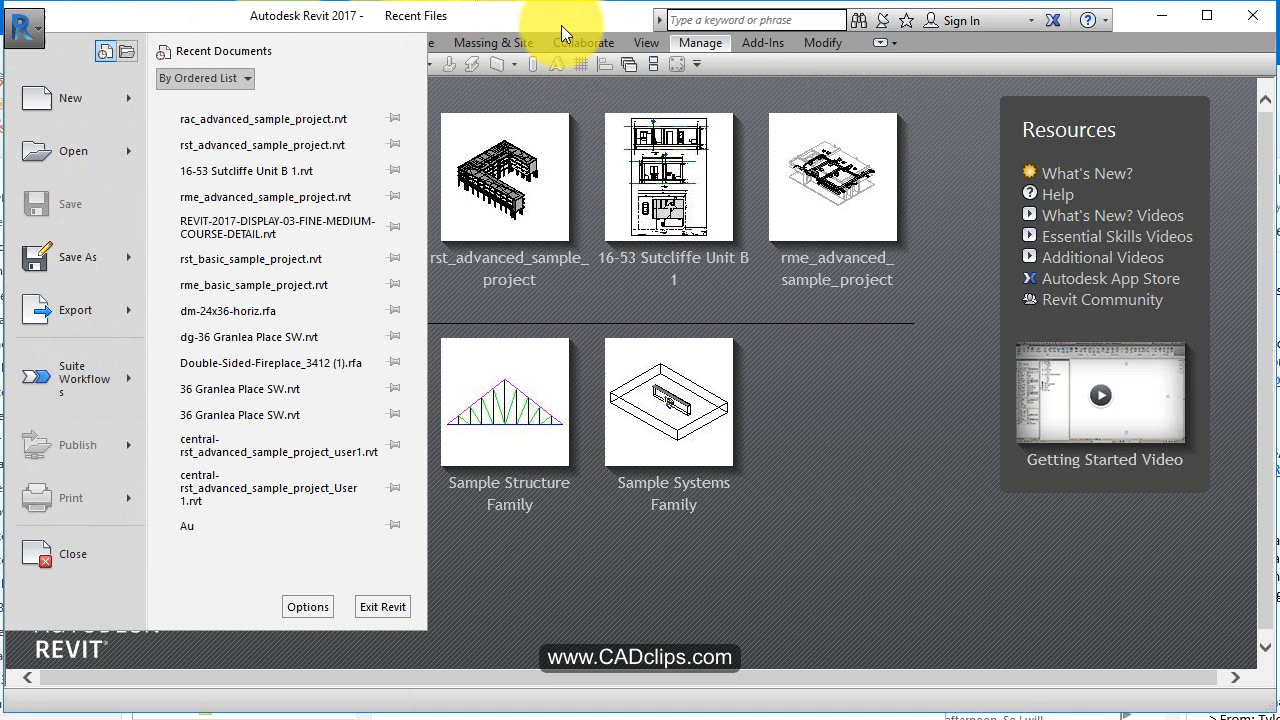 Autodesk Revit 2017 - Recent Files
Type a keyword or phrase
Sign In
e Massing & Site Collaborate View Manage Add-Ins Modify
Recent Documents
By Ordered List
New
Open
Save
Save As
Export
Suite
Workflow
s
Publish
Print
Close
rac_advanced_sample_project.rvt
rst_advanced_sample_project.rvt
16-53 Sutcliffe Unit B 1.rvt
rme_advanced_sample_project.rvt
REVIT-2017-DISPLAY-03-FINE-MEDIUM-
COURSE-DETAIL.rvt
rst_basic_sample_project.rvt
rme_basic_sample_project.rvt
dm-24x36-horiz.rfa
dg-36 Granlea Place SW.rvt
Double-Sided-Fireplace_3412 (1).rfa
36 Granlea Place SW.rvt
36 Granlea Place SW.rvt
central-
rst_advanced_sample_project_user1.rvt
central-
rst_advanced_sample_project_User
1.rvt
Au
Options
Exit Revit
rst_advanced_sample_
project
16-53 Sutcliffe Unit B
1
rme_advanced_
sample_project
Sample Structure
Family
Sample Systems
Family
Resources
What's New?
Help
What's New? Videos
Essential Skills Videos
Additional Videos
Autodesk App Store
Revit Community
Getting Started Video
AUTODESK
REVIT®
www.CADclips.com
afternoon. So I will
> From: Tyle